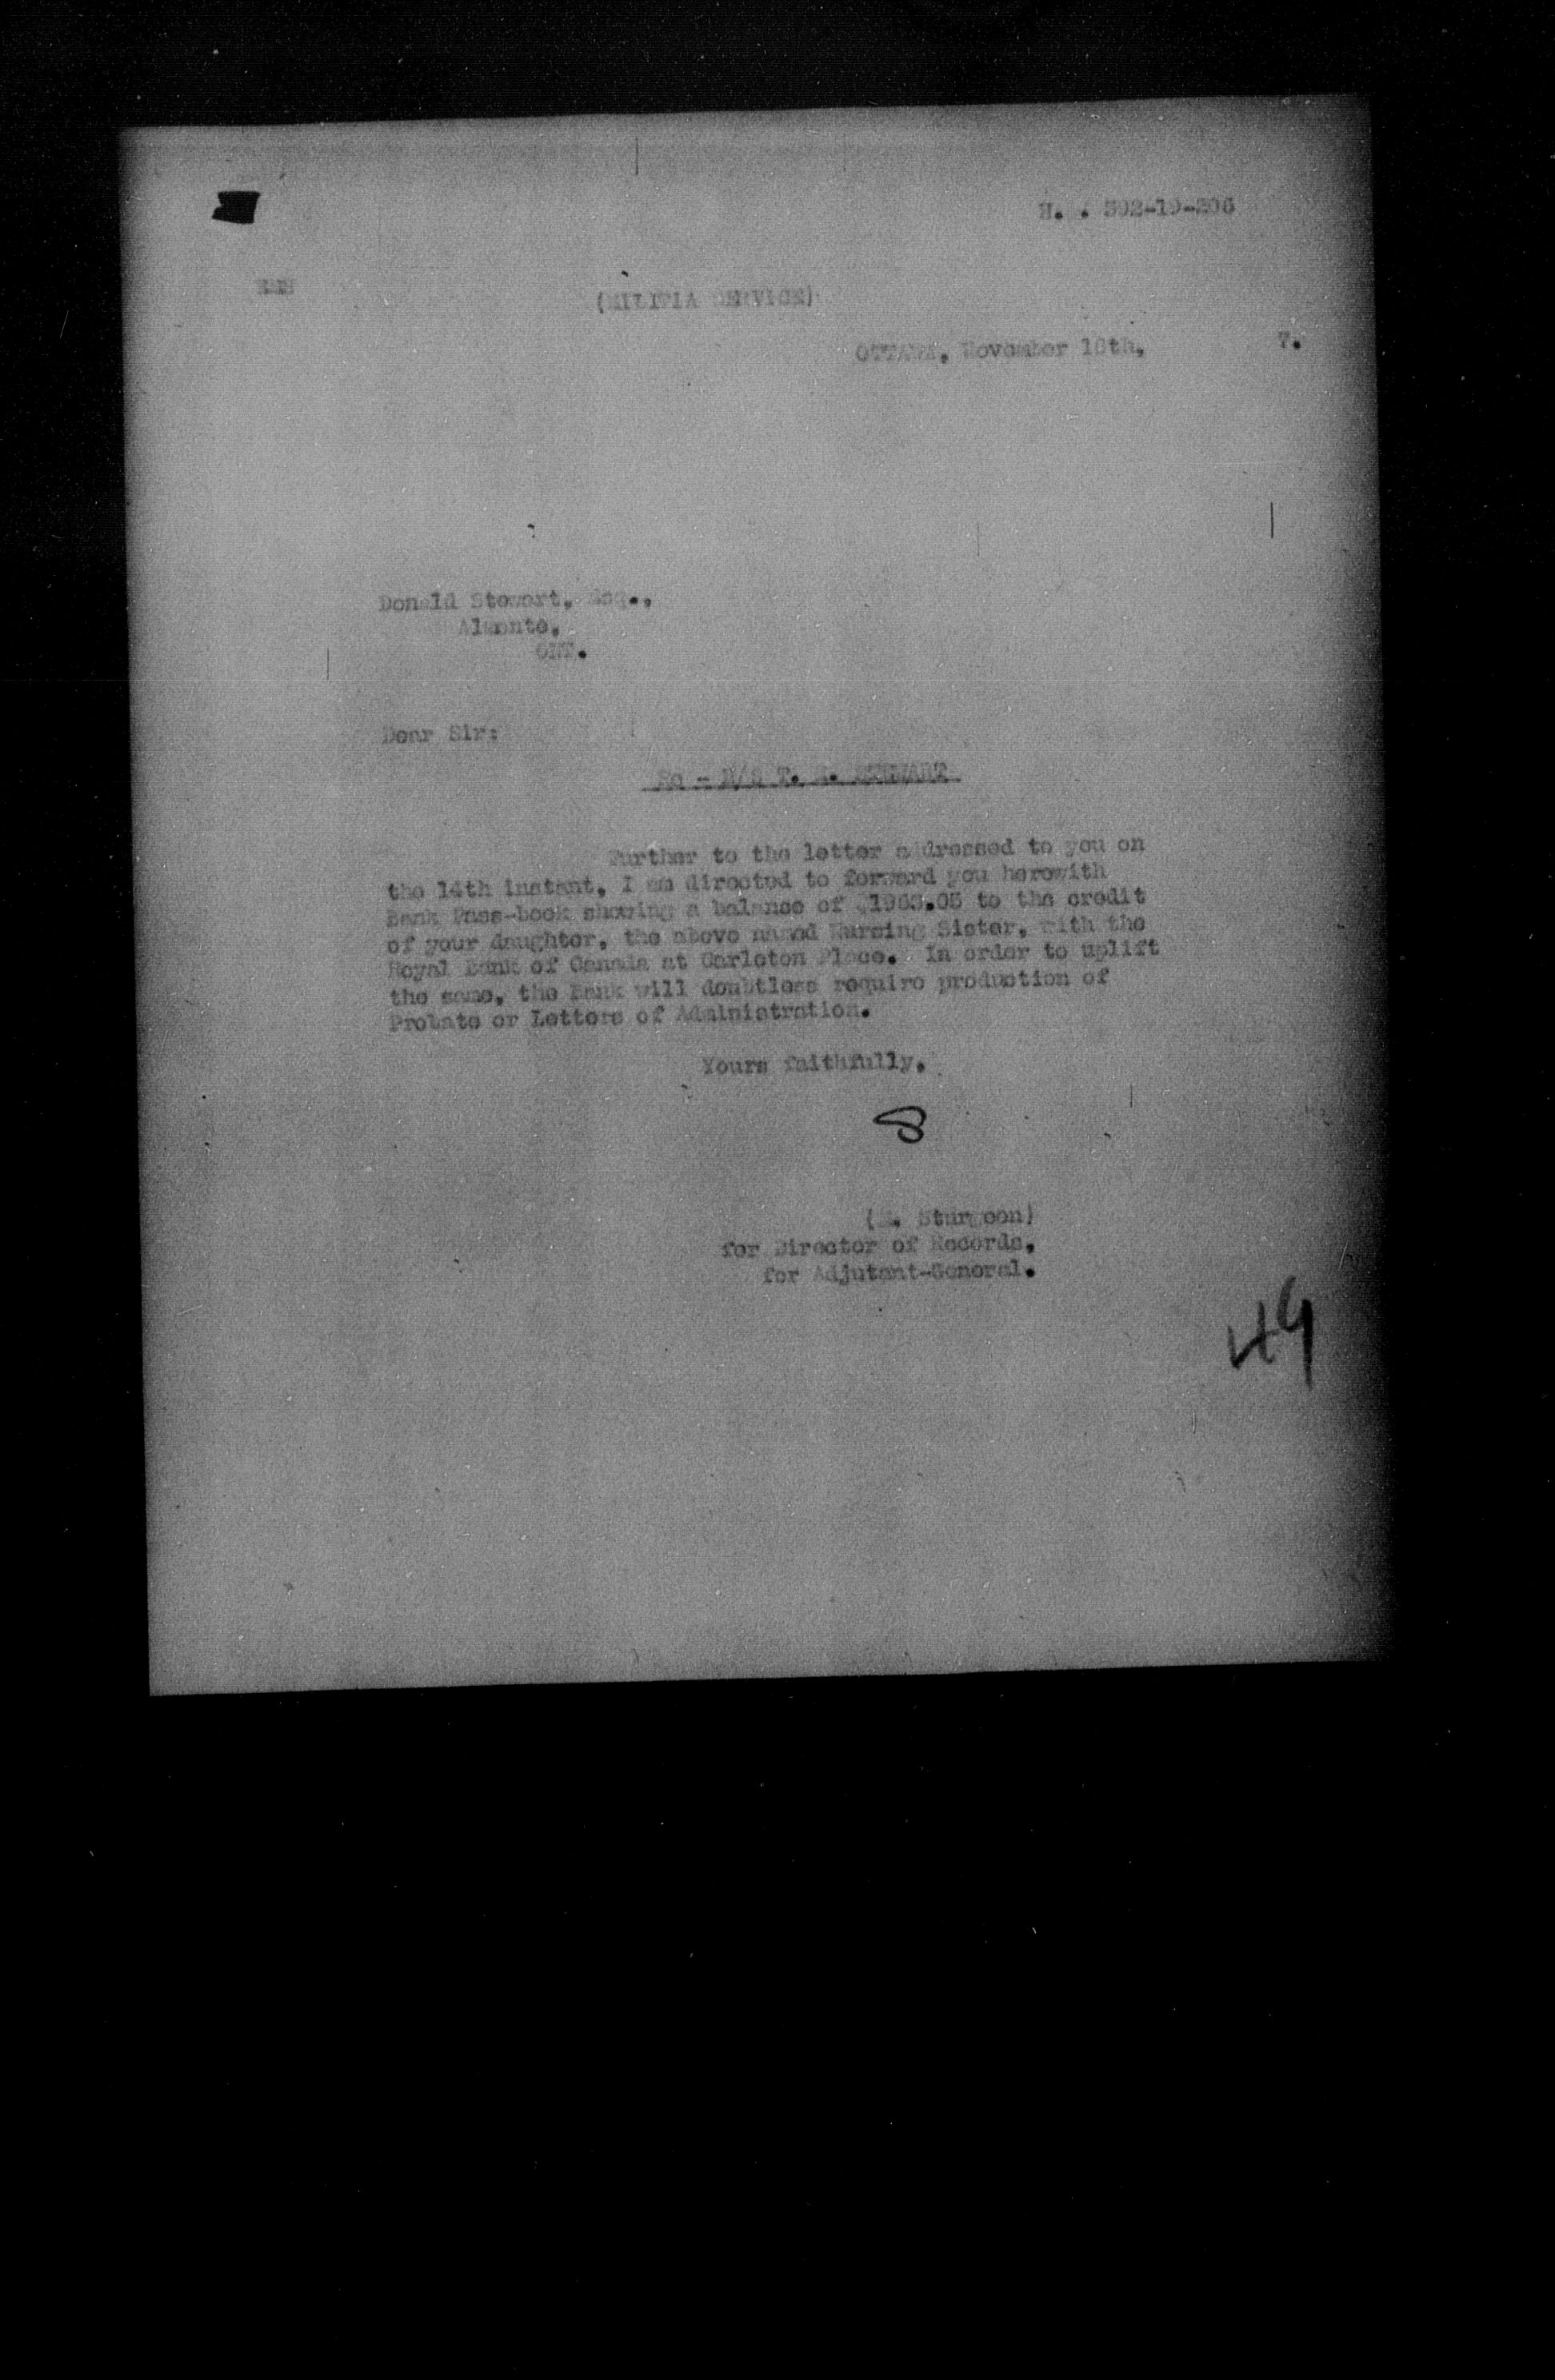 H. . 592-19-206
(MILITIA SERVICE)
OTTAWA, November 16th, 7.
Donald Stewart, Esq.,
Almonte,
ONT.
Dear Sir:
Re - N/S T. STEWART
Further to the letter addressed to you on
the 14th instant, I am directed to forward you herewith
Bank Pass-book showing a balance of to the credit
of your daughter, the above named Nursing Sister, with the
Royal Bank of Canada at Carleton Place. In order to uplift
the same, the Bank will doubtless require production of
Probate or Letters of Administration.
Yours faithfully,
Sturgeon)
for Director of Records,
for Adjutant-General.
49